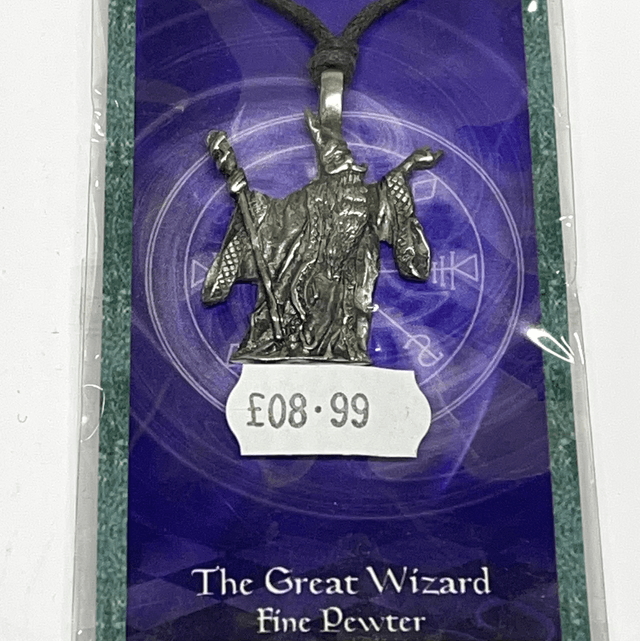 £08.99
The Great Wizard
Fine Pewter